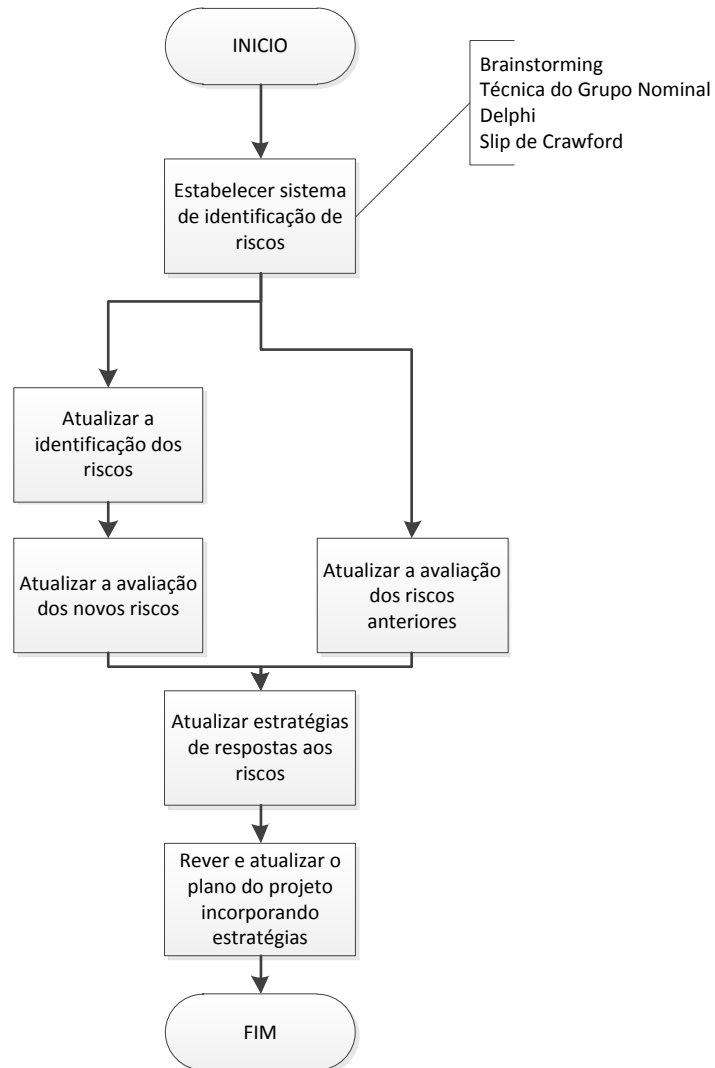 INICIO
Brainstorming
Técnica do Grupo Nominal
Delphi
Slip de Crawford
Estabelecer sistema
de identificação de
riscos
Atualizar a
identificação dos
riscos
Atualizar a avaliação
dos novos riscos
Atualizar a avaliação
dos riscos
anteriores
Atualizar estratégias
de respostas aos
riscos
Rever e atualizar o
plano do projeto
incorporando
estratégias
FIM